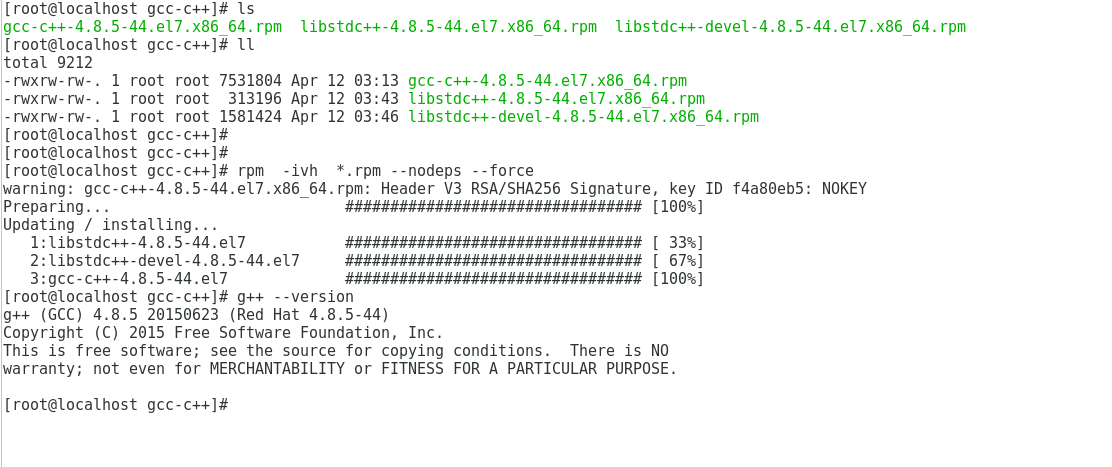 [root@localhost gcc-c++]# ls
gcc-c++-4.8.5-44.el7.x86_64.rpm  libstdc++-4.8.5-44.el7.x86_64.rpm  libstdc++-devel-4.8.5-44.el7.x86_64.rpm
[root@localhost gcc-c++]# ll
total 9212
-rwxrw-rw-. 1 root root 7531804 Apr 12 03:13 gcc-c++-4.8.5-44.el7.x86_64.rpm
-rwxrw-rw-. 1 root root  313196 Apr 12 03:43 libstdc++-4.8.5-44.el7.x86_64.rpm
-rwxrw-rw-. 1 root root 1581424 Apr 12 03:46 libstdc++-devel-4.8.5-44.el7.x86_64.rpm
[root@localhost gcc-c++]#
[root@localhost gcc-c++]#
[root@localhost gcc-c++]# rpm  -ivh  *.rpm --nodeps --force
warning: gcc-c++-4.8.5-44.el7.x86_64.rpm: Header V3 RSA/SHA256 Signature, key ID f4a80eb5: NOKEY
Preparing...                          ################################# [100%]
Updating / installing...
   1:libstdc++-4.8.5-44.el7           ################################# [ 33%]
   2:libstdc++-devel-4.8.5-44.el7     ################################# [ 67%]
   3:gcc-c++-4.8.5-44.el7             ################################# [100%]
[root@localhost gcc-c++]# g++ --version
g++ (GCC) 4.8.5 20150623 (Red Hat 4.8.5-44)
Copyright (C) 2015 Free Software Foundation, Inc.
This is free software; see the source for copying conditions.  There is NO
warranty; not even for MERCHANTABILITY or FITNESS FOR A PARTICULAR PURPOSE.

[root@localhost gcc-c++]#